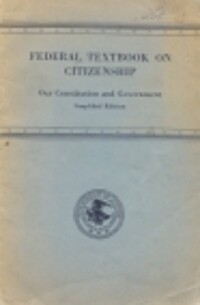 FEDERAL TEXTBOOK ON
CITIZENSHIP
Our Constitution and Government
Simplified Edition